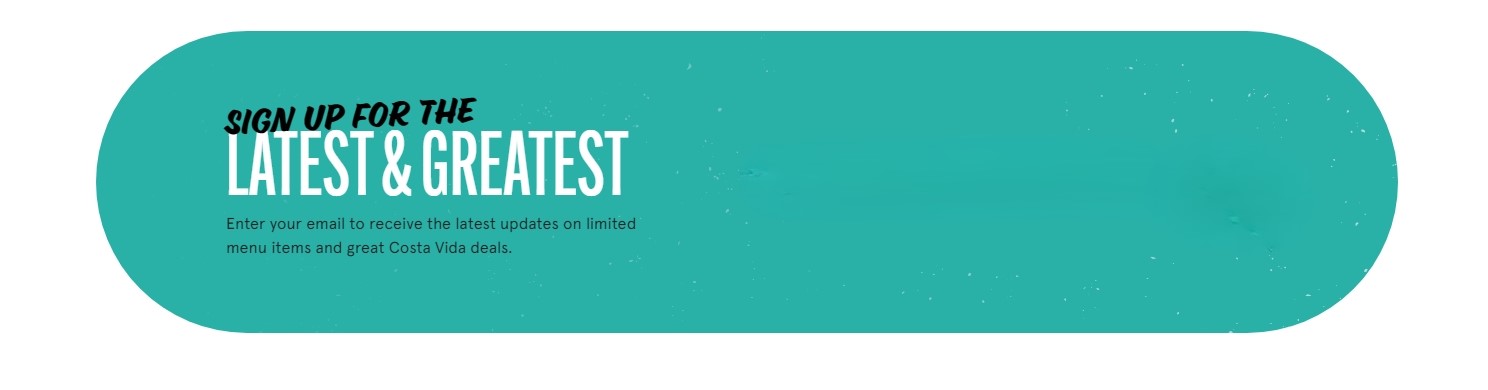 SIGN UP FOR THE
LATEST & GREATEST
Enter your email to receive the latest updates on limited
menu items and great Costa Vida deals.